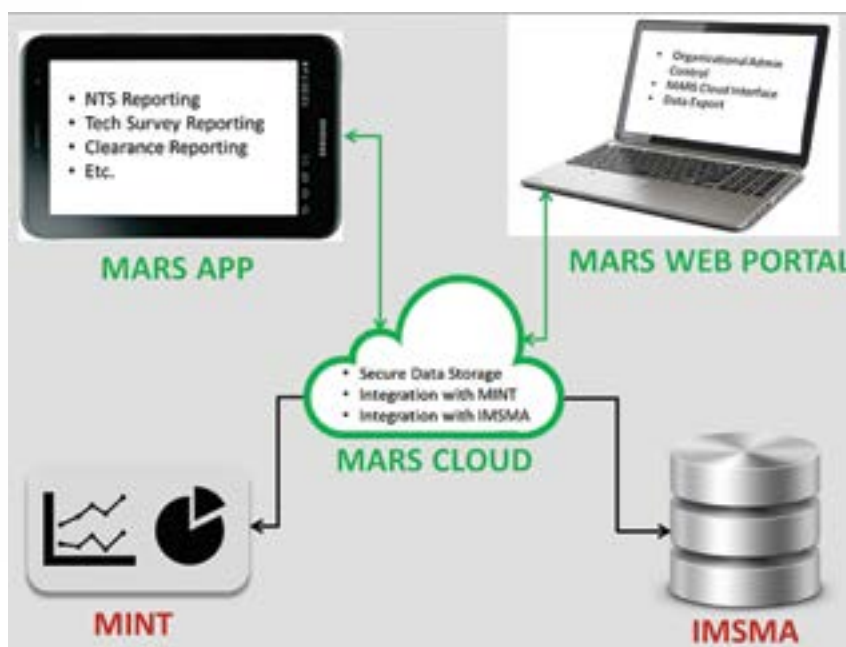 • NTS Reporting
• Tech Survey Reporting
• Clearance Reporting
• Etc.
SAMSUNG
• Organizational Admin
Control
• MARS Cloud Interface
• Data Export
MARS APP
MARS WEB PORTAL
• Secure Data Storage
• Integration with MINT
• Integration with IMSMA
MARS CLOUD
MINT
IMSMA